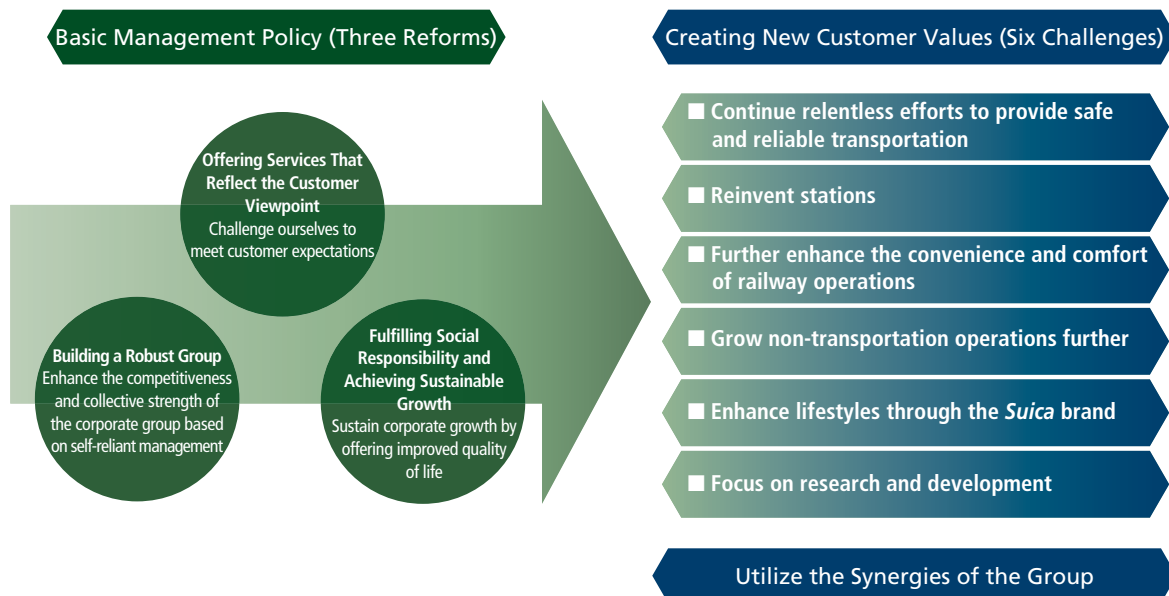 Basic Management Policy (Three Reforms)
Offering Services That
Reflect the Customer
Viewpoint
Challenge ourselves to
meet customer expectations
Building a Robust Group
Enhance the competitiveness
and collective strength of
the corporate group based
on self-reliant management
Fulfilling Social
Responsibility and
Achieving Sustainable
Growth
Sustain corporate growth by
offering improved quality
of life
Creating New Customer Values (Six Challenges)
■ Continue relentless efforts to provide safe
and reliable transportation
■ Reinvent stations
■ Further enhance the convenience and comfort
of railway operations
■ Grow non-transportation operations further
■ Enhance lifestyles through the Suica brand
■ Focus on research and development
Utilize the Synergies of the Group